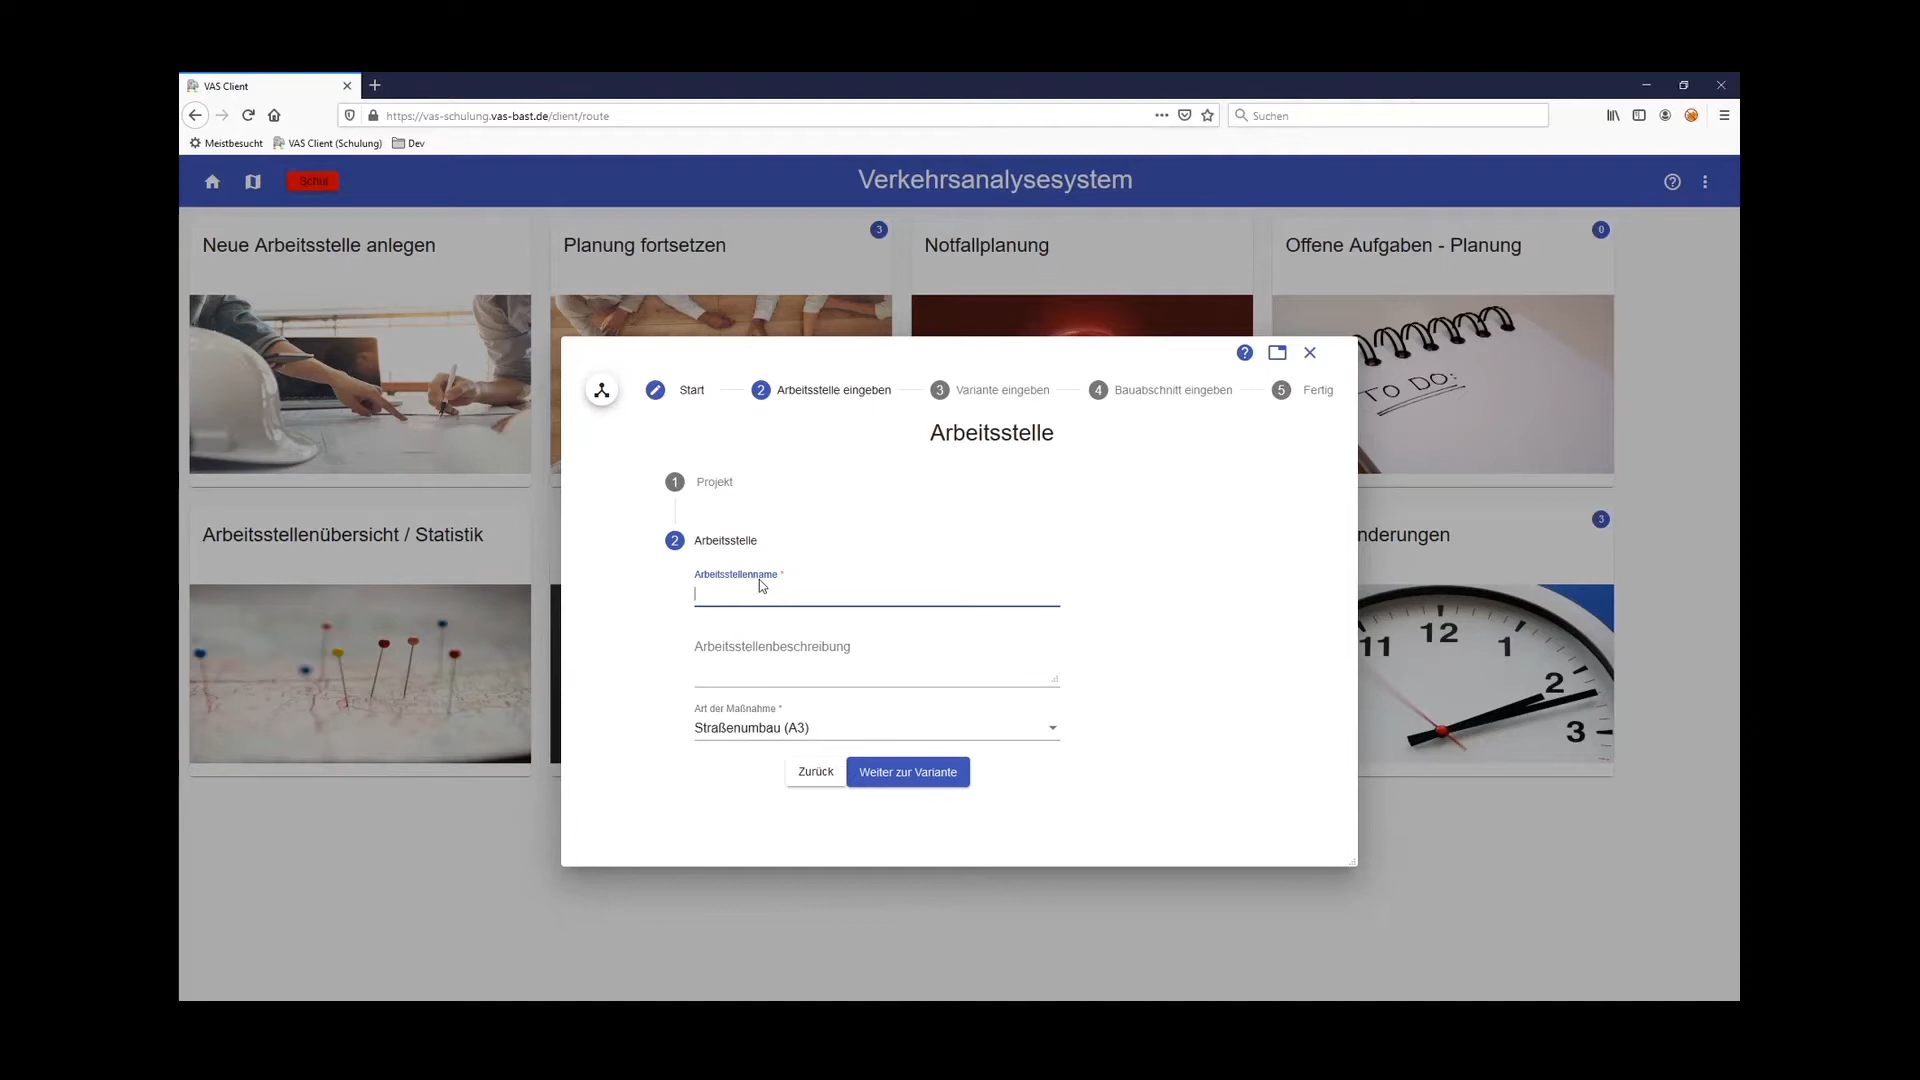 VAS Client
https://vas-schulung.vas-bast.de/client/route
Suchen
Meistbesucht
VAS Client (Schulung)
Dev
Schul
Verkehrsanalysesystem
Neue Arbeitsstelle anlegen
Planung fortsetzen
3
Notfallplanung
Offene Aufgaben - Planung
0
TO DO:
Start
2 Arbeitsstelle eingeben
3 Variante eingeben
4 Bauabschnitt eingeben
5 Fertig
Arbeitsstelle
1 Projekt
2 Arbeitsstelle
Arbeitsstellenname *
Arbeitsstellenbeschreibung
Art der Maßnahme *
Straßenumbau (A3)
Zurück
Weiter zur Variante
Arbeitsstellenübersicht / Statistik
nderungen
3
11 12 1
2
3